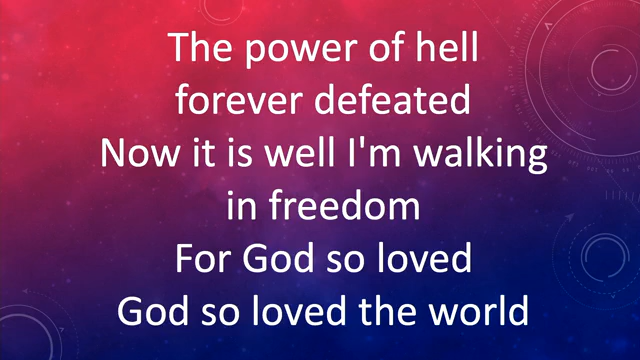 The power of hell
forever defeated
Now it is well I'm walking
in freedom
For God so loved
God so loved the world